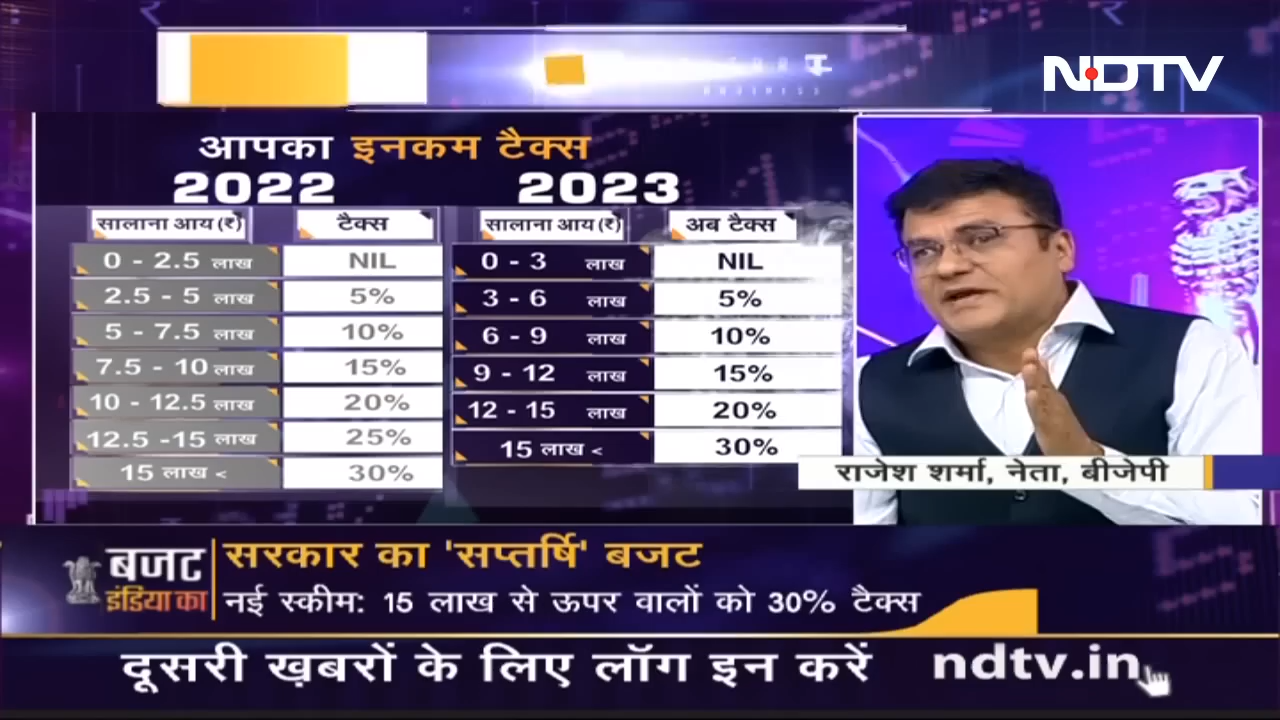 NDTV
आपका इनकम टैक्स
2022 2023
सालाना आय (₹) टैक्स सालाना आय (₹) अब टैक्स
0 - 2.5 लाख NIL 0 - 3 लाख NIL
2.5 - 5 लाख 5% 3 - 6 लाख 5%
5 - 7.5 लाख 10% 6 - 9 लाख 10%
7.5 - 10 लाख 15% 9 - 12 लाख 15%
10 - 12.5 लाख 20% 12 - 15 लाख 20%
12.5 -15 लाख 25% 15 लाख < 30%
15 लाख < 30%
राजेश शर्मा, नेता, बीजेपी
बजट इंडिया का
सरकार का 'सप्तर्षि' बजट
नई स्कीम: 15 लाख से ऊपर वालों को 30% टैक्स
दूसरी ख़बरों के लिए लॉग इन करें ndtv.in